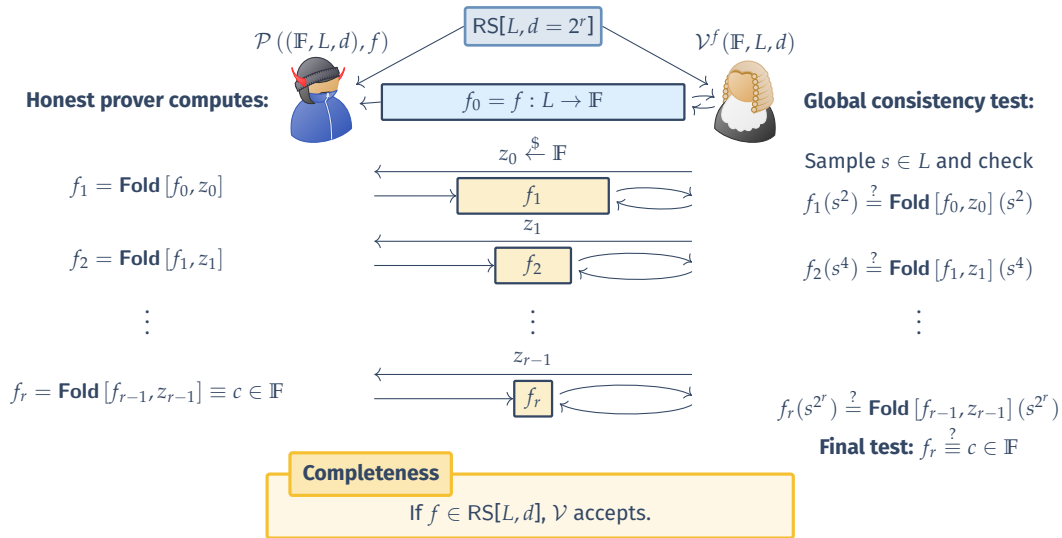 RS[L, d = 2^r]
𝒫 ((𝔽, L, d), f)
𝒱^f(𝔽, L, d)
Honest prover computes:
f_0 = f : L → 𝔽
Global consistency test:
z_0 ←$ 𝔽
Sample s ∈ L and check
f_1 = Fold [f_0, z_0]
f_1
f_1(s^2) ≟ Fold [f_0, z_0] (s^2)
z_1
f_2 = Fold [f_1, z_1]
f_2
f_2(s^4) ≟ Fold [f_1, z_1] (s^4)
⋮
⋮
⋮
z_{r−1}
f_r = Fold [f_{r−1}, z_{r−1}] ≡ c ∈ 𝔽
f_r
f_r(s^{2^r}) ≟ Fold [f_{r−1}, z_{r−1}] (s^{2^r})
Final test: f_r ≡? c ∈ 𝔽
Completeness
If f ∈ RS[L, d], 𝒱 accepts.